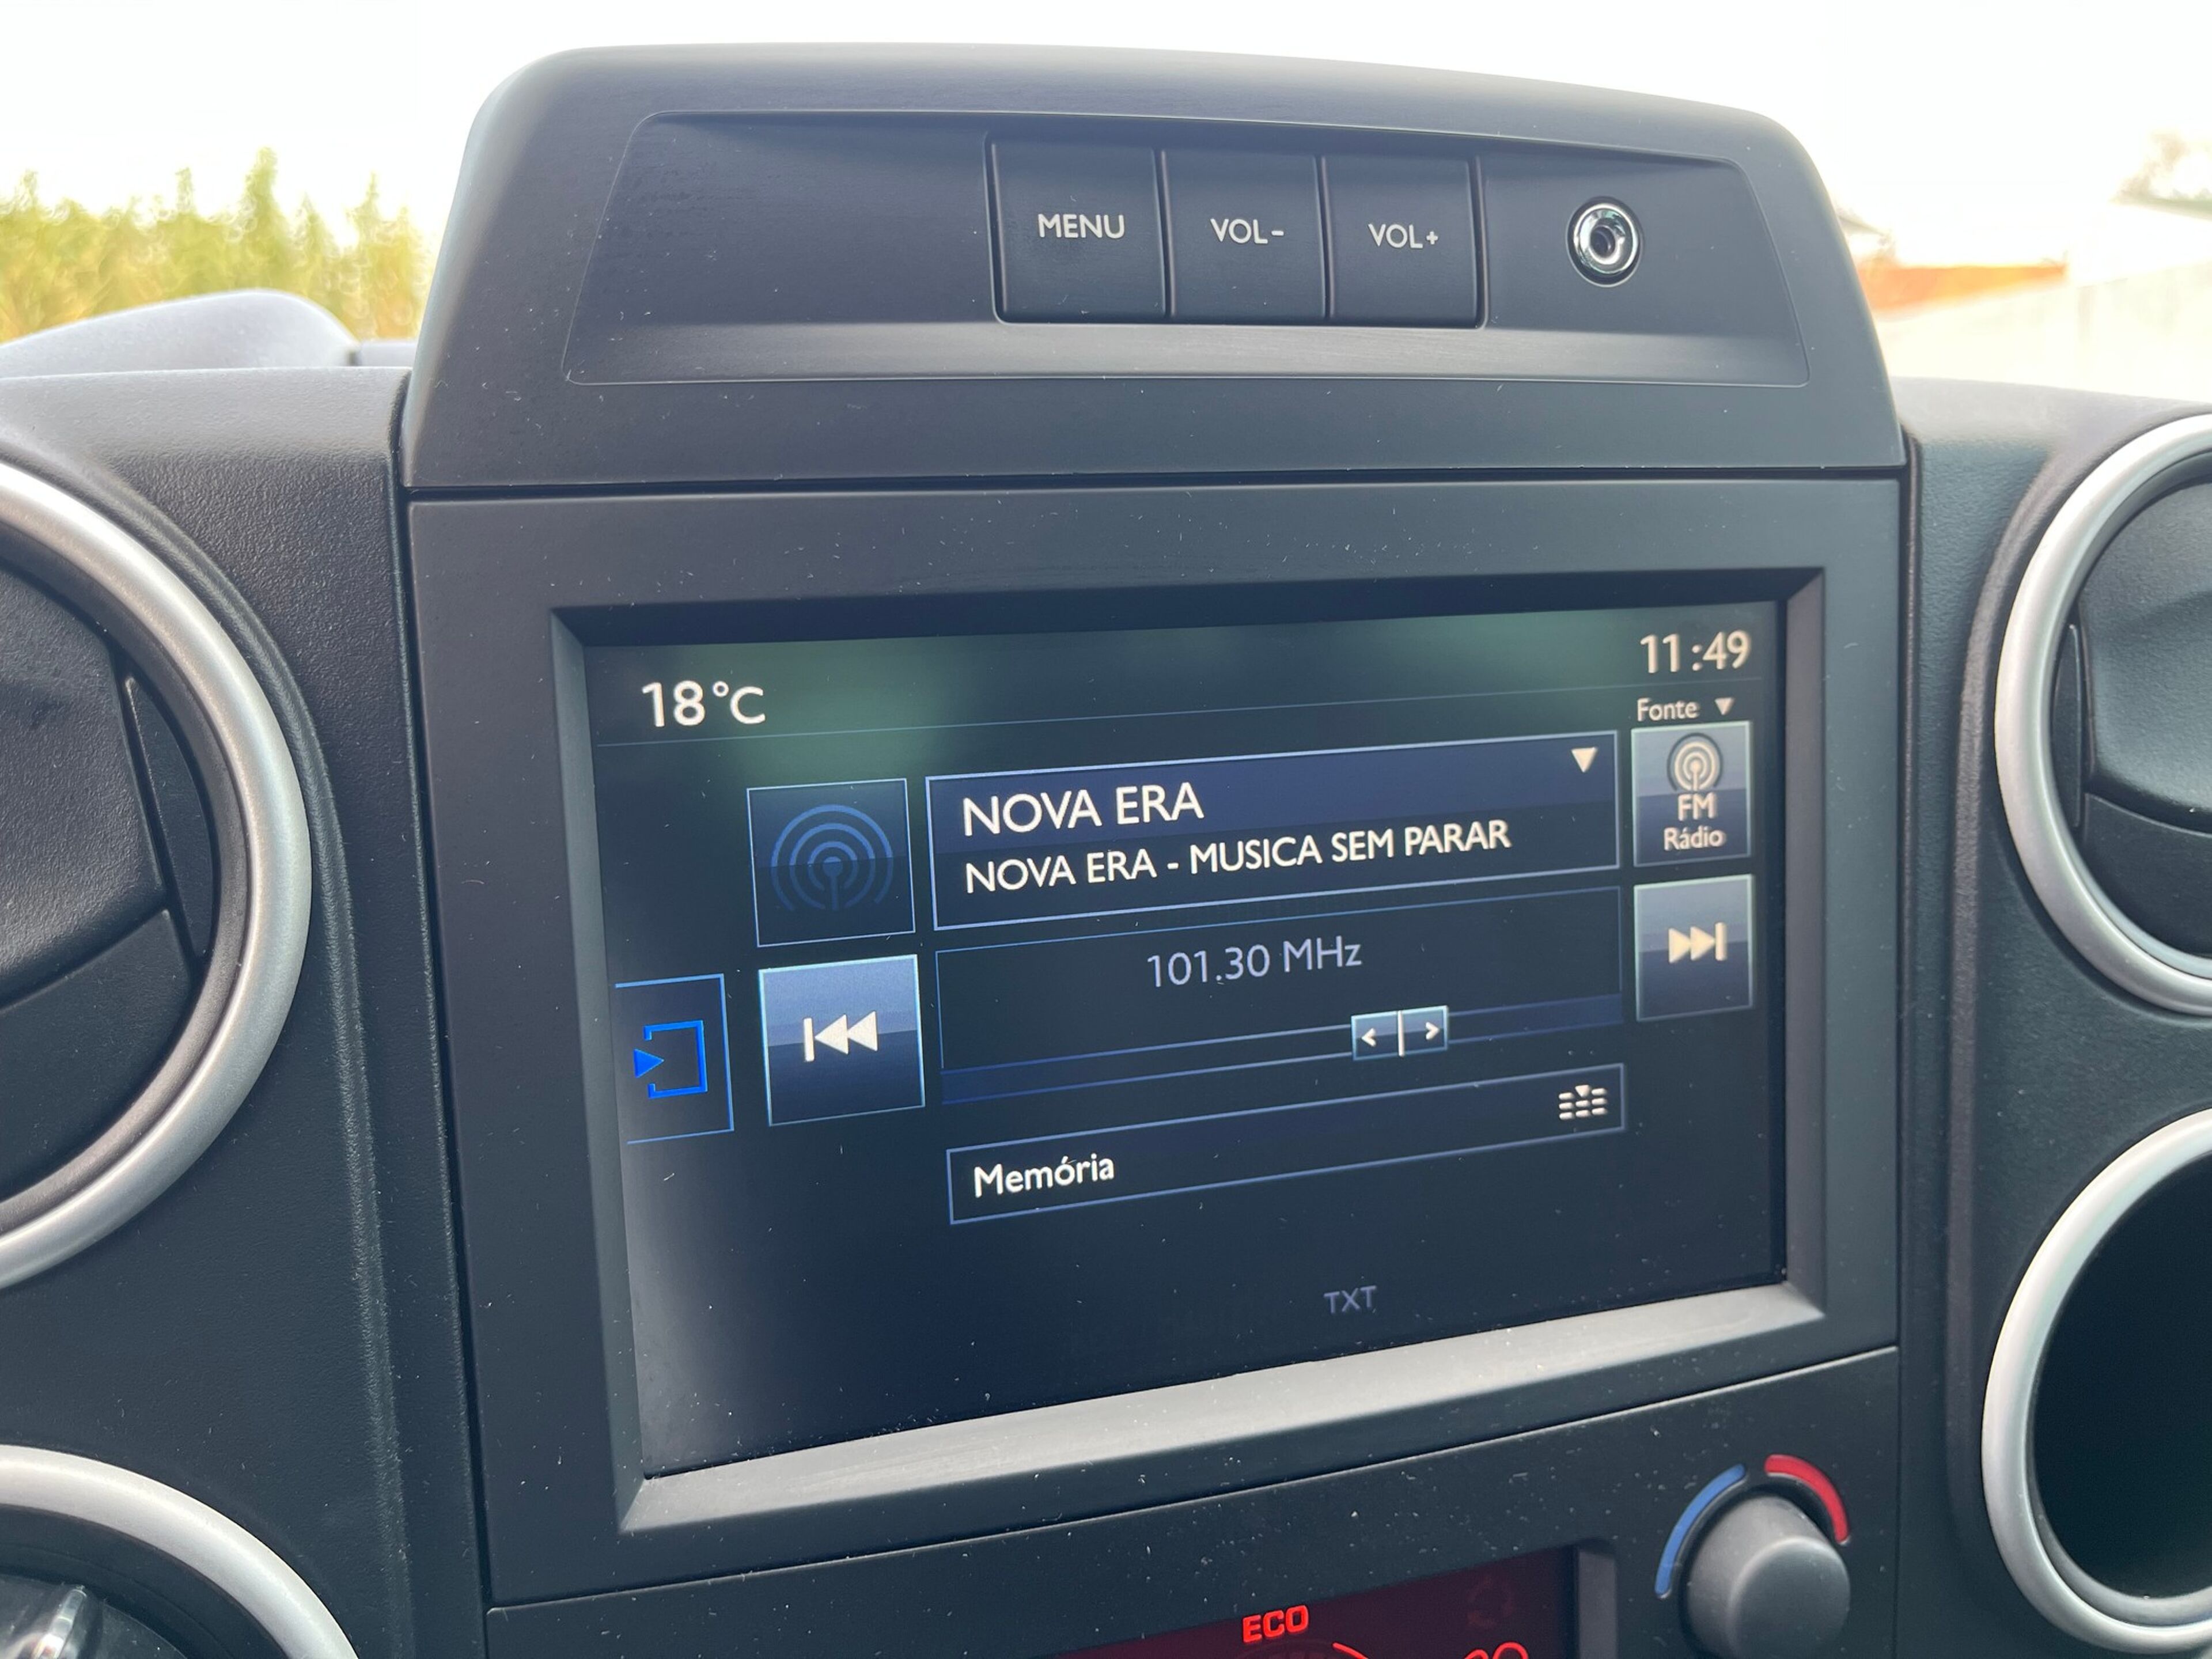 MENU VOL- VOL+
18°C
11:49
Fonte
NOVA ERA
NOVA ERA - MUSICA SEM PARAR
FM
Rádio
101.30 MHz
Memória
TXT
ECO